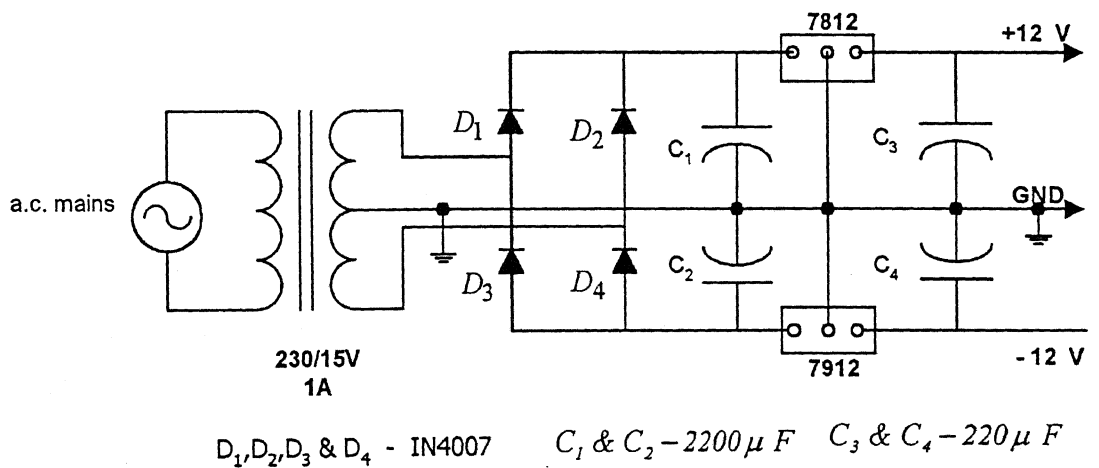 7812
+12 V
D1
D2
C1
C3
a.c. mains
GND
D3
D4
C2
C4
230/15V
1A
7912
-12 V
D1,D2,D3 & D4 - IN4007
C1 & C2 – 2200μ F
C3 & C4 – 220μ F